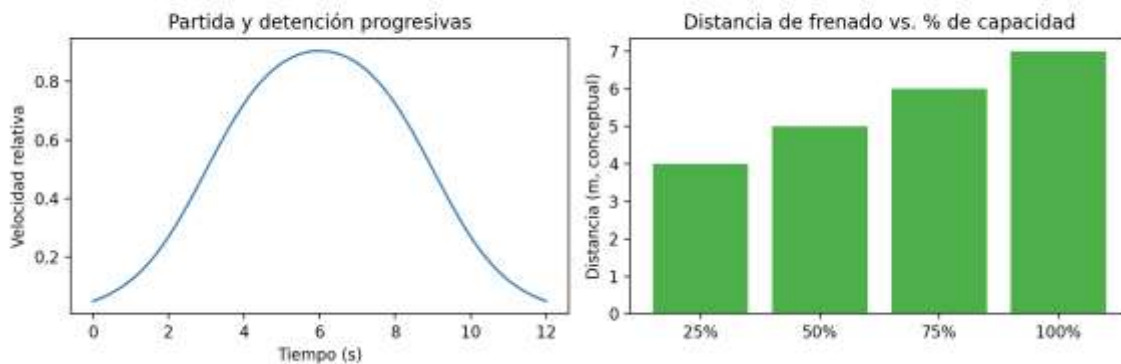 Partida y detención progresivas
Velocidad relativa
0.8
0.6
0.4
0.2
0 2 4 6 8 10 12
Tiempo (s)
Distancia de frenado vs. % de capacidad
Distancia (m, conceptual)
7
6
5
4
3
2
1
0
25% 50% 75% 100%